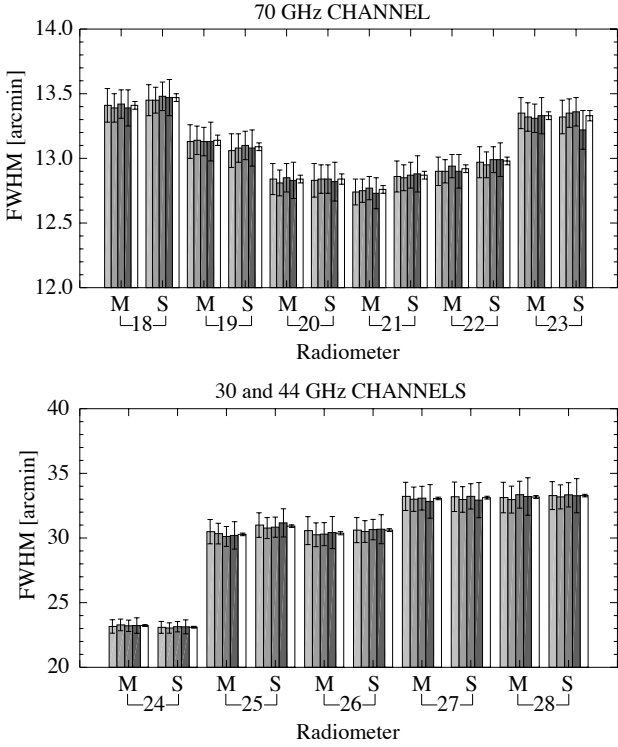 70 GHz CHANNEL
14.0
13.5
13.0
12.5
12.0
FWHM [arcmin]
M S M S M S M S M S M S
18 19 20 21 22 23
Radiometer
30 and 44 GHz CHANNELS
40
35
30
25
20
FWHM [arcmin]
M S M S M S M S M S
24 25 26 27 28
Radiometer